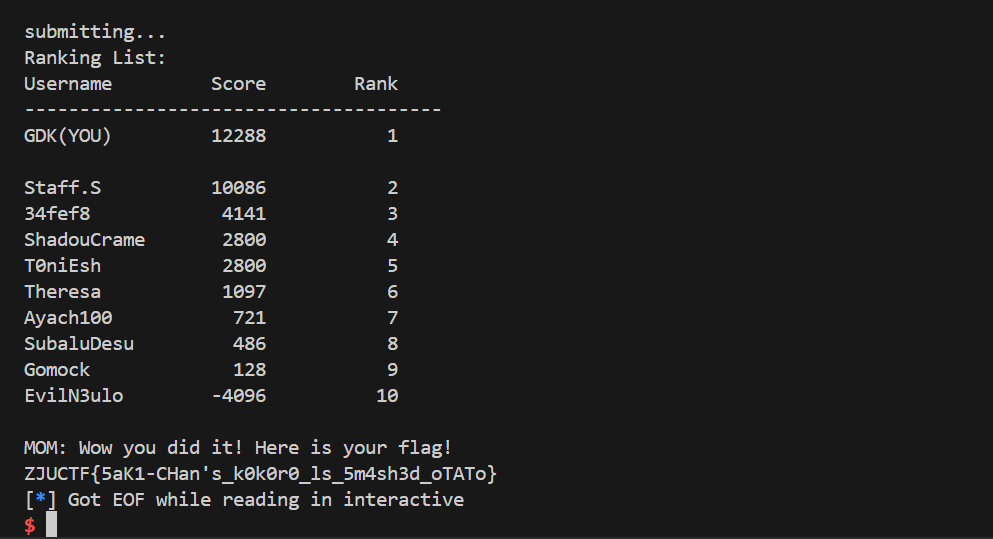 submitting...
Ranking List:
Username         Score        Rank
--------------------------------------
GDK(YOU)         12288           1
Staff.S          10086           2
34fef8            4141           3
ShadouCrame       2800           4
T0niEsh           2800           5
Theresa           1097           6
Ayach100           721           7
SubaluDesu         486           8
Gomock             128           9
EvilN3ulo        -4096          10
MOM: Wow you did it! Here is your flag!
ZJUCTF{5aK1-CHan's_k0k0r0_ls_5m4sh3d_oTATo}
[*] Got EOF while reading in interactive
$